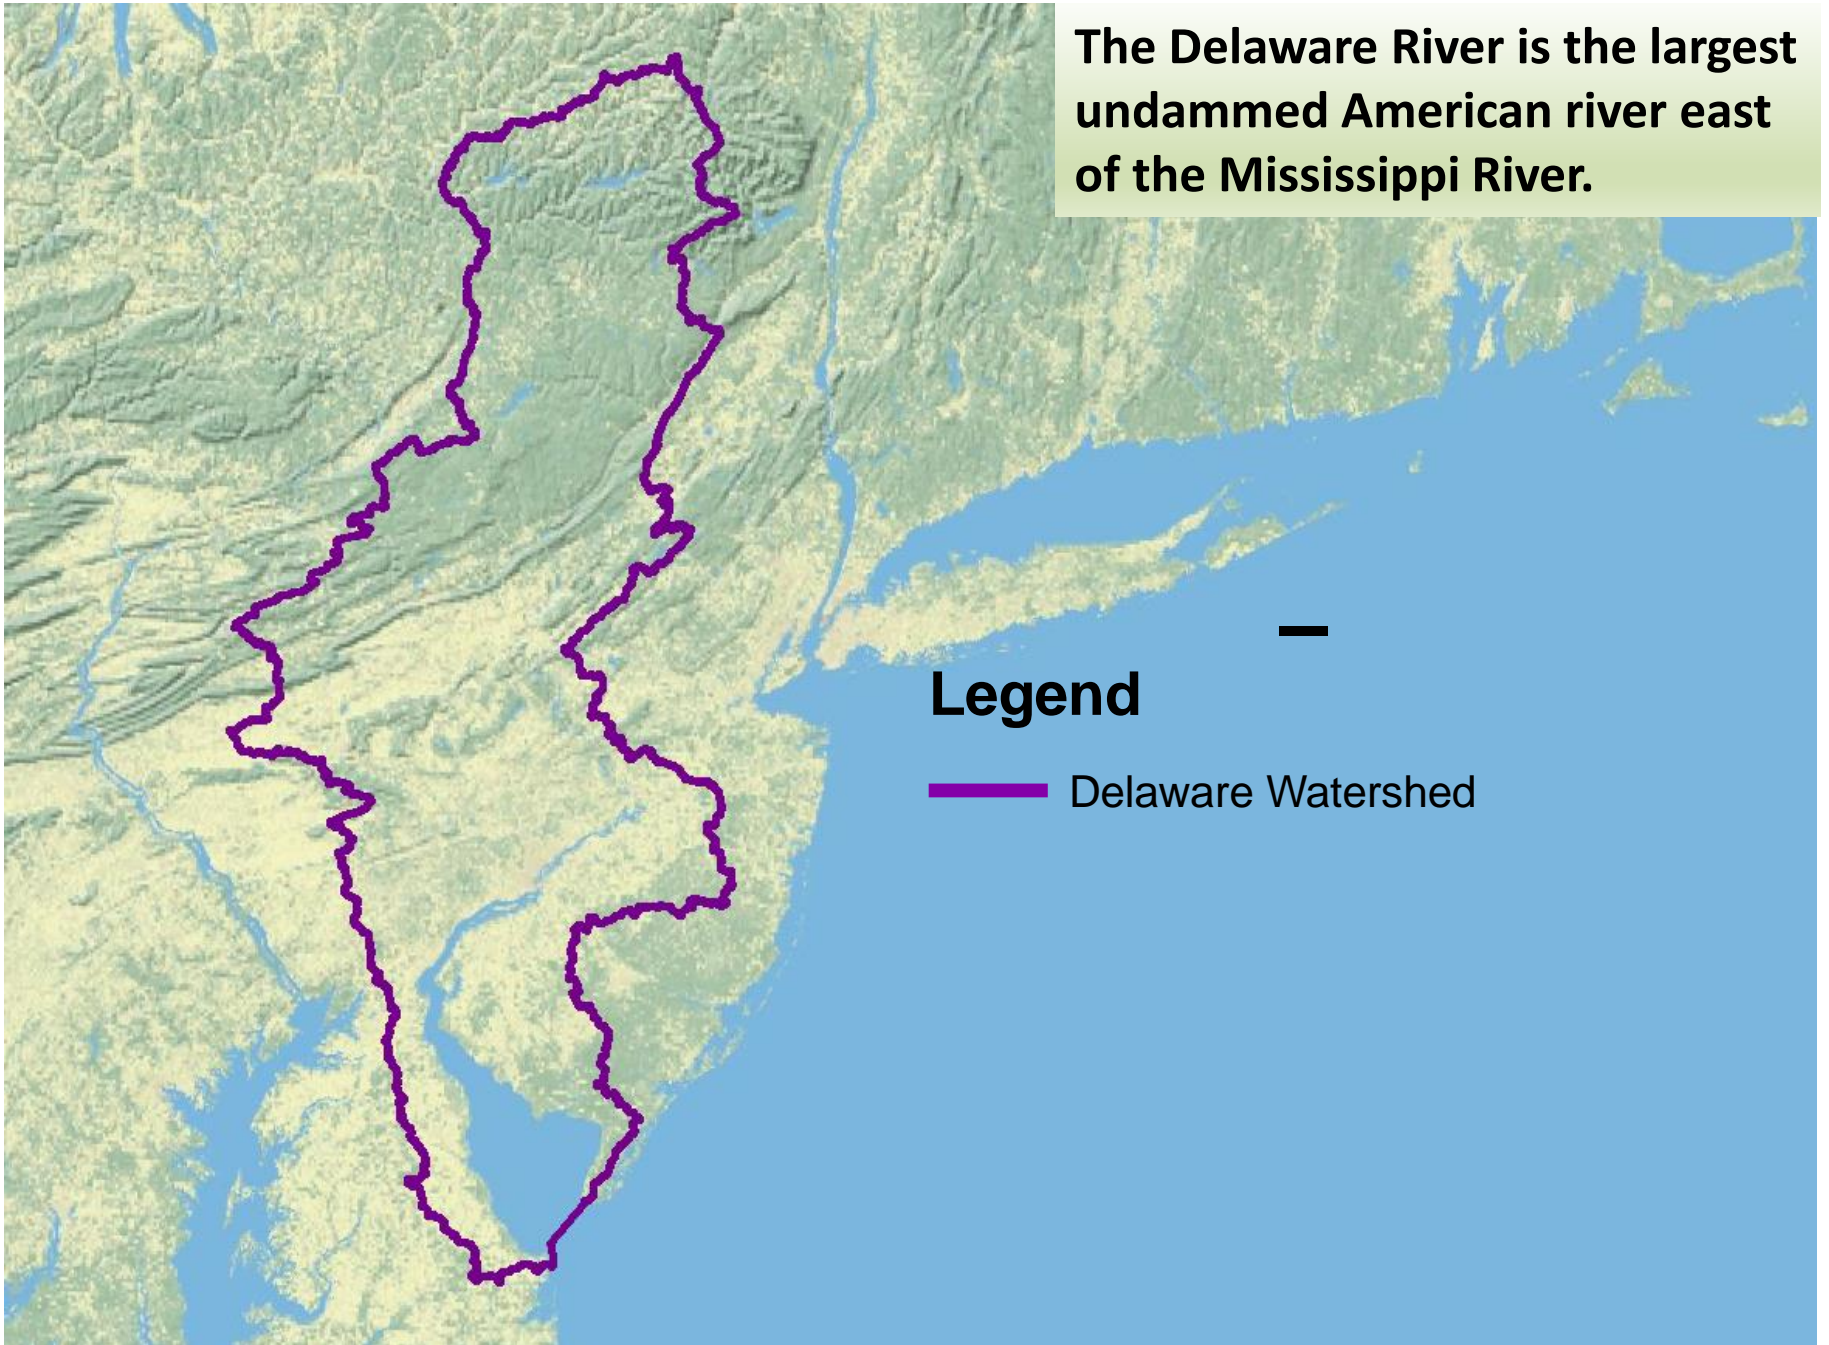 The Delaware River is the largest
undammed American river east
of the Mississippi River.
Legend
Delaware Watershed